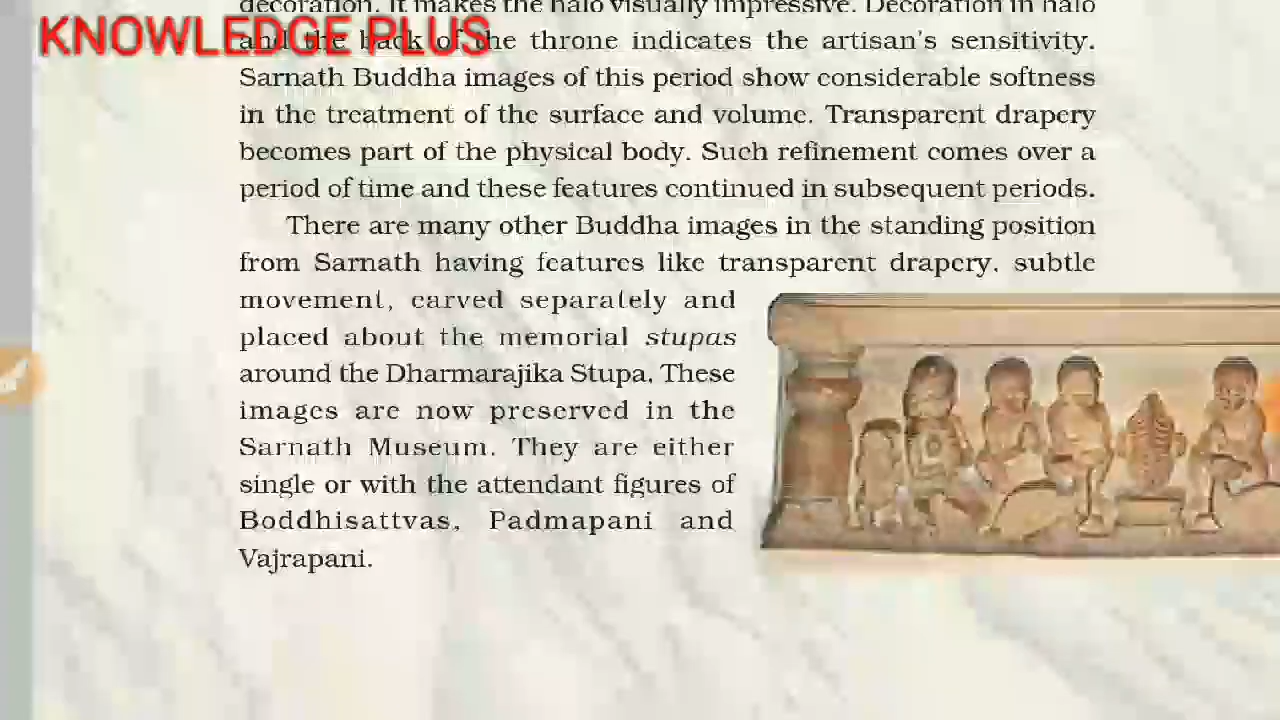 decoration. It makes the halo visually impressive. Decoration in halo
KNOWLEDGE PLUS
and the back of the throne indicates the artisan's sensitivity.
Sarnath Buddha images of this period show considerable softness
in the treatment of the surface and volume. Transparent drapery
becomes part of the physical body. Such refinement comes over a
period of time and these features continued in subsequent periods.
There are many other Buddha images in the standing position
from Sarnath having features like transparent drapery, subtle
movement, carved separately and
placed about the memorial stupas
around the Dharmarajika Stupa. These
images are now preserved in the
Sarnath Museum. They are either
single or with the attendant figures of
Boddhisattvas, Padmapani and
Vajrapani.